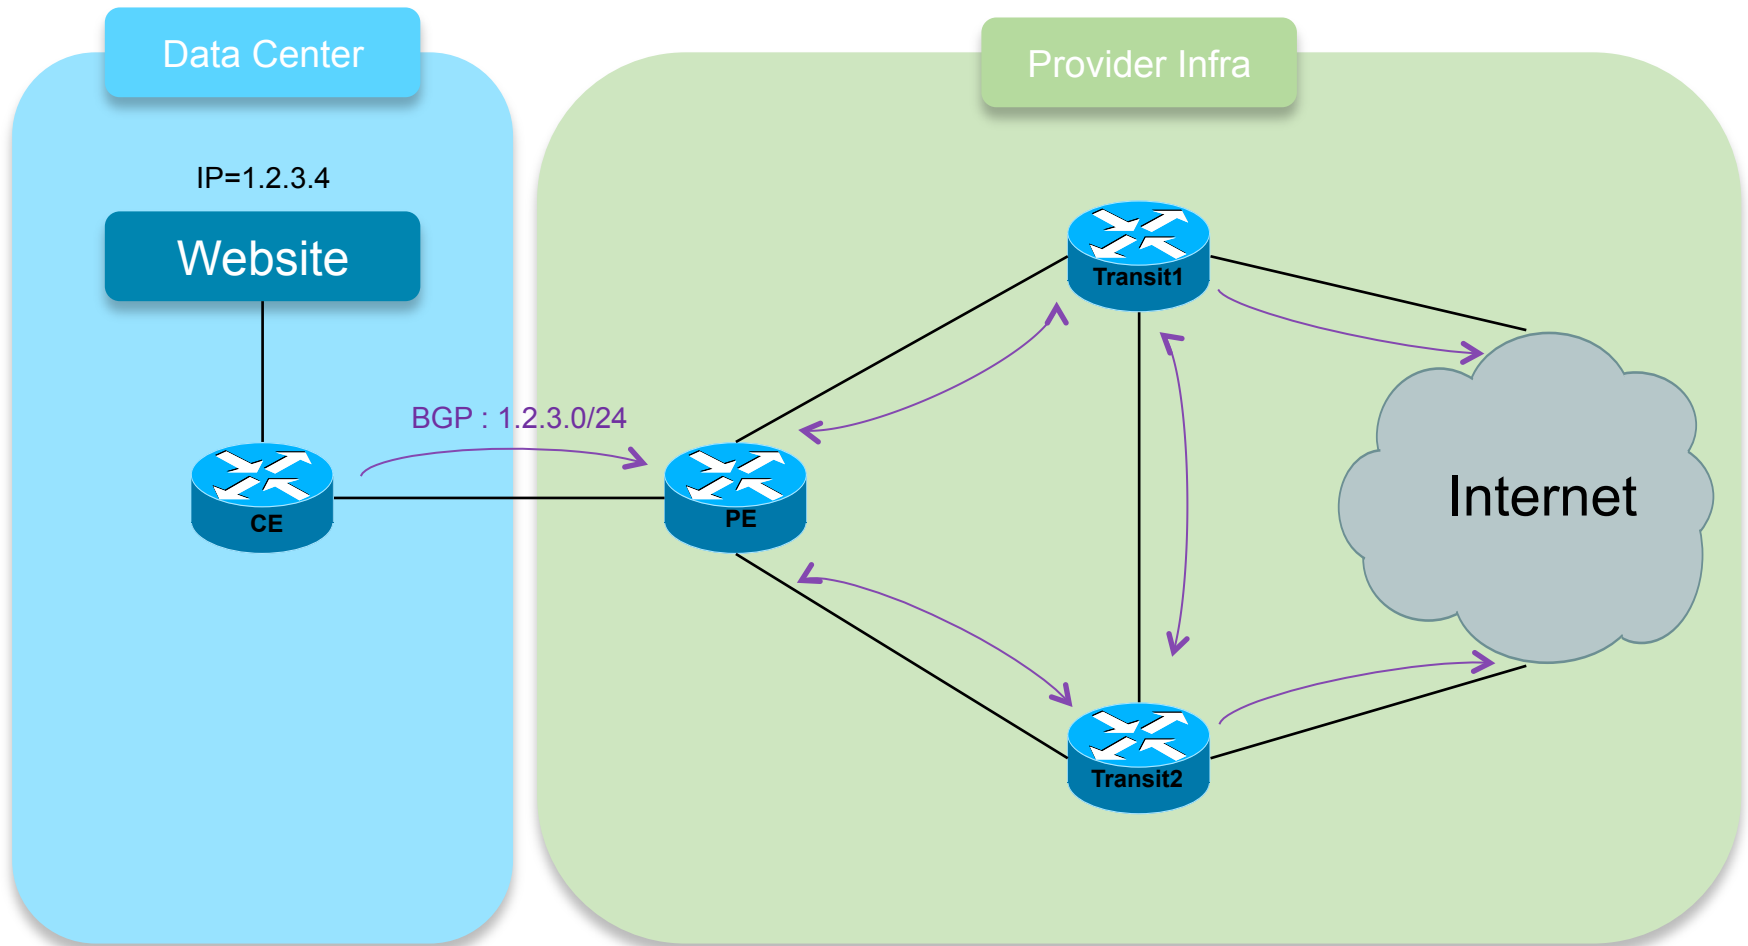 Data Center
Provider Infra
IP=1.2.3.4
Website
Transit1
BGP : 1.2.3.0/24
Internet
CE
PE
Transit2